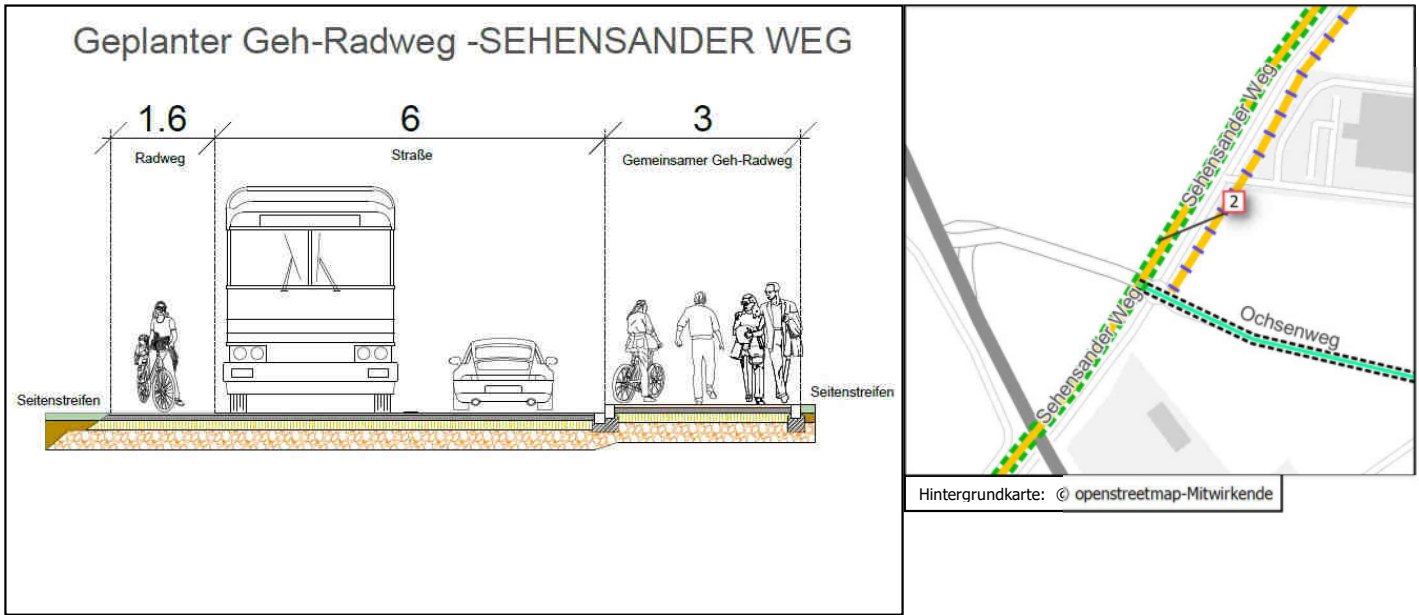 Geplanter Geh-Radweg -SEHENSANDER WEG
1.6
6
3
Radweg
Straße
Gemeinsamer Geh-Radweg
Seitenstreifen
Seitenstreifen
Sehensander Weg
Sehensander Weg
2
Sehensander Weg
Ochsenweg
Hintergrundkarte: © openstreetmap-Mitwirkende